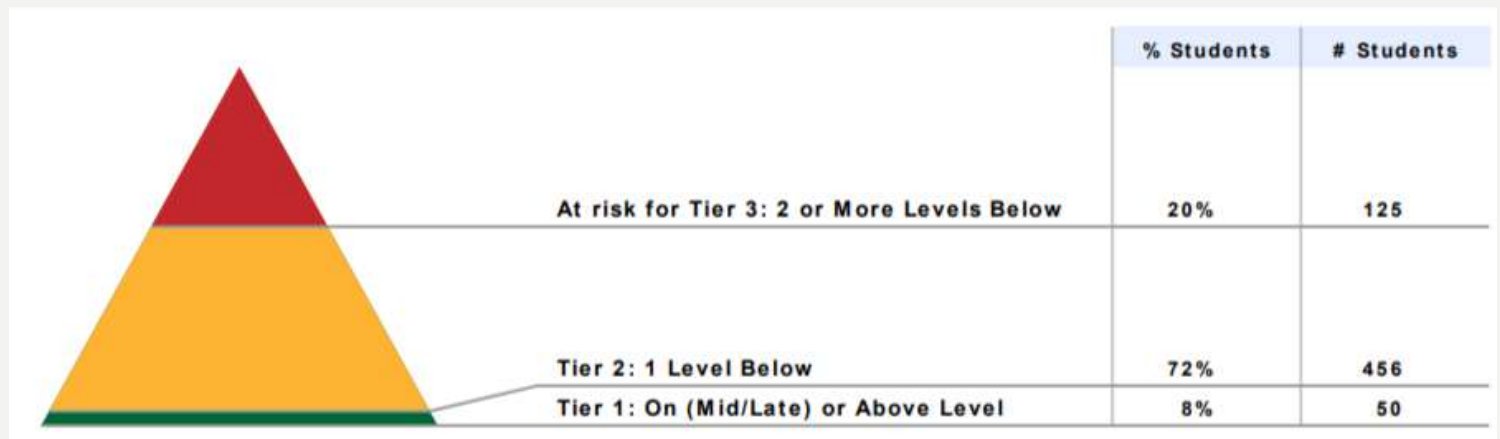 % Students # Students
At risk for Tier 3: 2 or More Levels Below 20% 125
Tier 2: 1 Level Below 72% 456
Tier 1: On (Mid/Late) or Above Level 8% 50